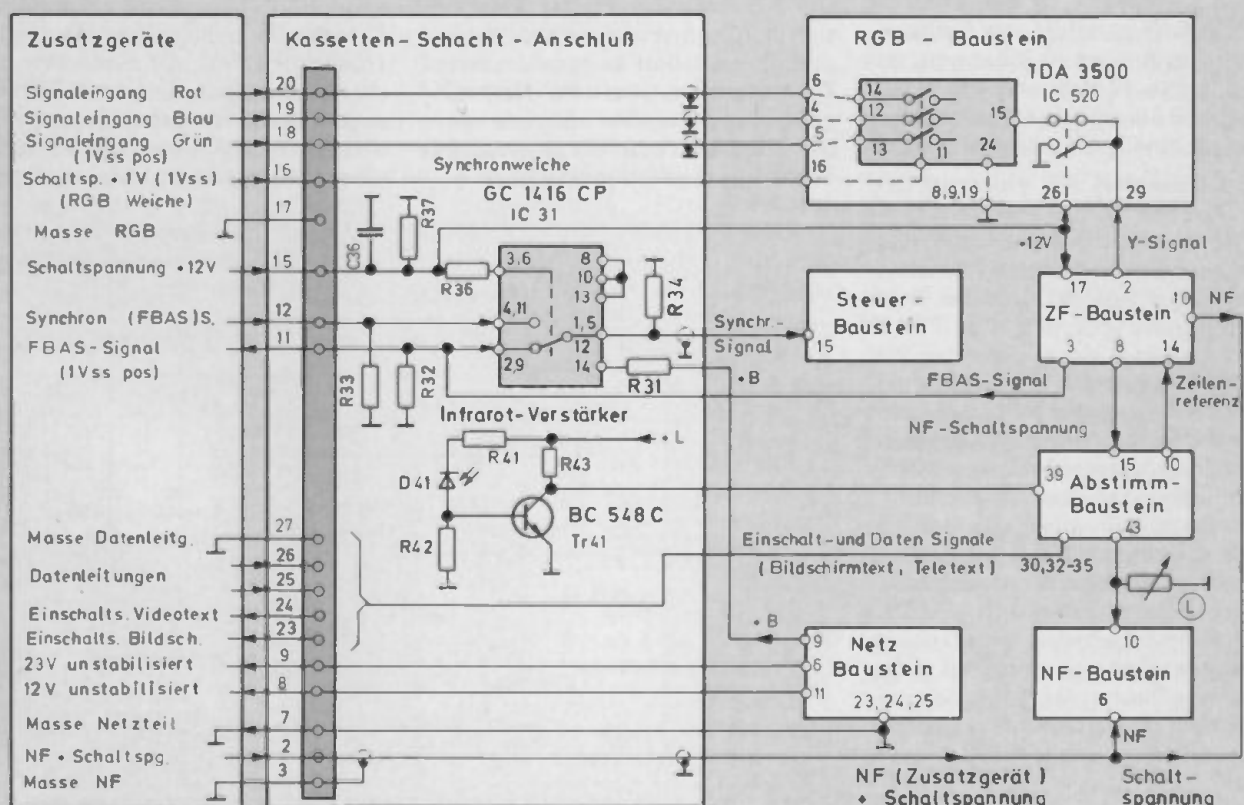 Zusatzgeräte
Signaleingang Rot
Signaleingang Blau
Signaleingang Grün
(1Vss pos)
Schaltsp. + 1V (1Vss)
(RGB Weiche)
Masse RGB
Schaltspannung +12V
Synchron (FBAS)S.
FBAS-Signal
(1Vss pos)
Masse Datenleitg.
Datenleitungen
Einschalts. Videotext
Einschalts. Bildsch.
23V unstabilisiert
12V unstabilisiert
Masse Netzteil
NF + Schaltspg.
Masse NF
Kassetten-Schacht-Anschluß
20
19
18
16
17
15
12
11
27
26
25
24
23
9
8
7
2
3
Synchronweiche
GC 1416 CP
IC 31
C36
R37
R36
3,6
8
10
13
4,11
1,5
12
2,9
14
R34
R33
R32
R31
Infrarot-Verstärker
+L
R41
R43
D41
R42
BC 548 C
Tr41
RGB - Baustein
TDA 3500
IC 520
6
4
5
16
14
12
13
11
15
24
8,9,19
26
29
+12V
Y-Signal
Steuer-
Baustein
15
Synchr.-
Signal
+B
17
2
10
NF
ZF-Baustein
3
8
14
FBAS-Signal
Zeilen-
referenz
NF-Schaltspannung
39
15
10
Abstimm-
Baustein
43
Einschalt-und Daten Signale
(Bildschirmtext, Teletext)
30,32-35
L
+B
9
6
11
Netz
Baustein
23, 24, 25
10
NF-Baustein
6
NF
NF (Zusatzgerät)
+ Schaltspannung
Schalt-
spannung